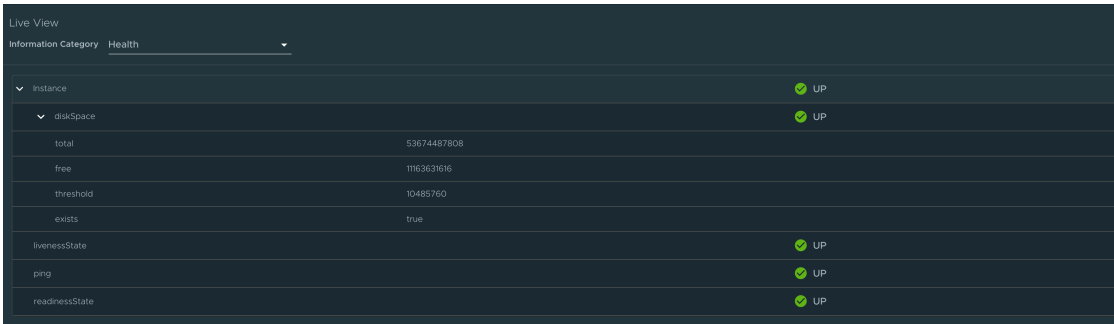 Live View
Information Category Health
Instance UP
diskSpace UP
total 53674487808
free 11163631616
threshold 10485760
exists true
livenessState UP
ping UP
readinessState UP